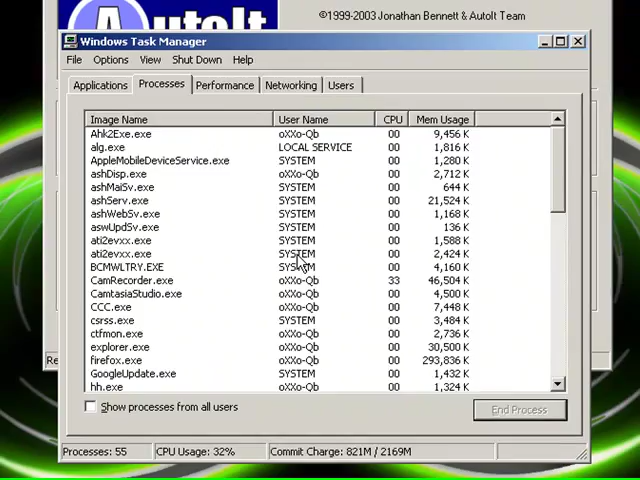 AutoIt
©1999-2003 Jonathan Bennett & AutoIt Team
Windows Task Manager
File Options View Shut Down Help
Applications Processes Performance Networking Users
Image Name User Name CPU Mem Usage
Ahk2Exe.exe oXXo-Qb 00 9,456 K
alg.exe LOCAL SERVICE 00 1,816 K
AppleMobileDeviceService.exe SYSTEM 00 1,280 K
ashDisp.exe oXXo-Qb 00 2,712 K
ashMaiSv.exe SYSTEM 00 644 K
ashServ.exe SYSTEM 00 21,524 K
ashWebSv.exe SYSTEM 00 1,168 K
aswUpdSv.exe SYSTEM 00 136 K
ati2evxx.exe SYSTEM 00 1,588 K
ati2evxx.exe SYSTEM 00 2,424 K
BCMWLTRY.EXE SYSTEM 00 4,160 K
CamRecorder.exe oXXo-Qb 33 46,504 K
CamtasiaStudio.exe oXXo-Qb 00 4,500 K
CCC.exe oXXo-Qb 00 7,448 K
csrss.exe SYSTEM 00 3,484 K
ctfmon.exe oXXo-Qb 00 2,736 K
explorer.exe oXXo-Qb 00 30,500 K
firefox.exe oXXo-Qb 00 293,836 K
GoogleUpdate.exe SYSTEM 00 1,432 K
hh.exe oXXo-Qb 00 1,324 K
Show processes from all users
End Process
Re
Processes: 55 CPU Usage: 32% Commit Charge: 821M / 2169M